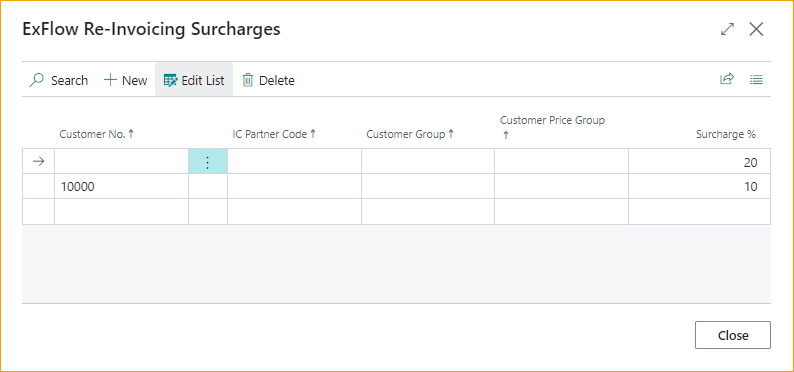 ExFlow Re-Invoicing Surcharges
Search New Edit List Delete
Customer No. ↑ IC Partner Code ↑ Customer Group ↑ Customer Price Group ↑ Surcharge %
20
10000 10
Close